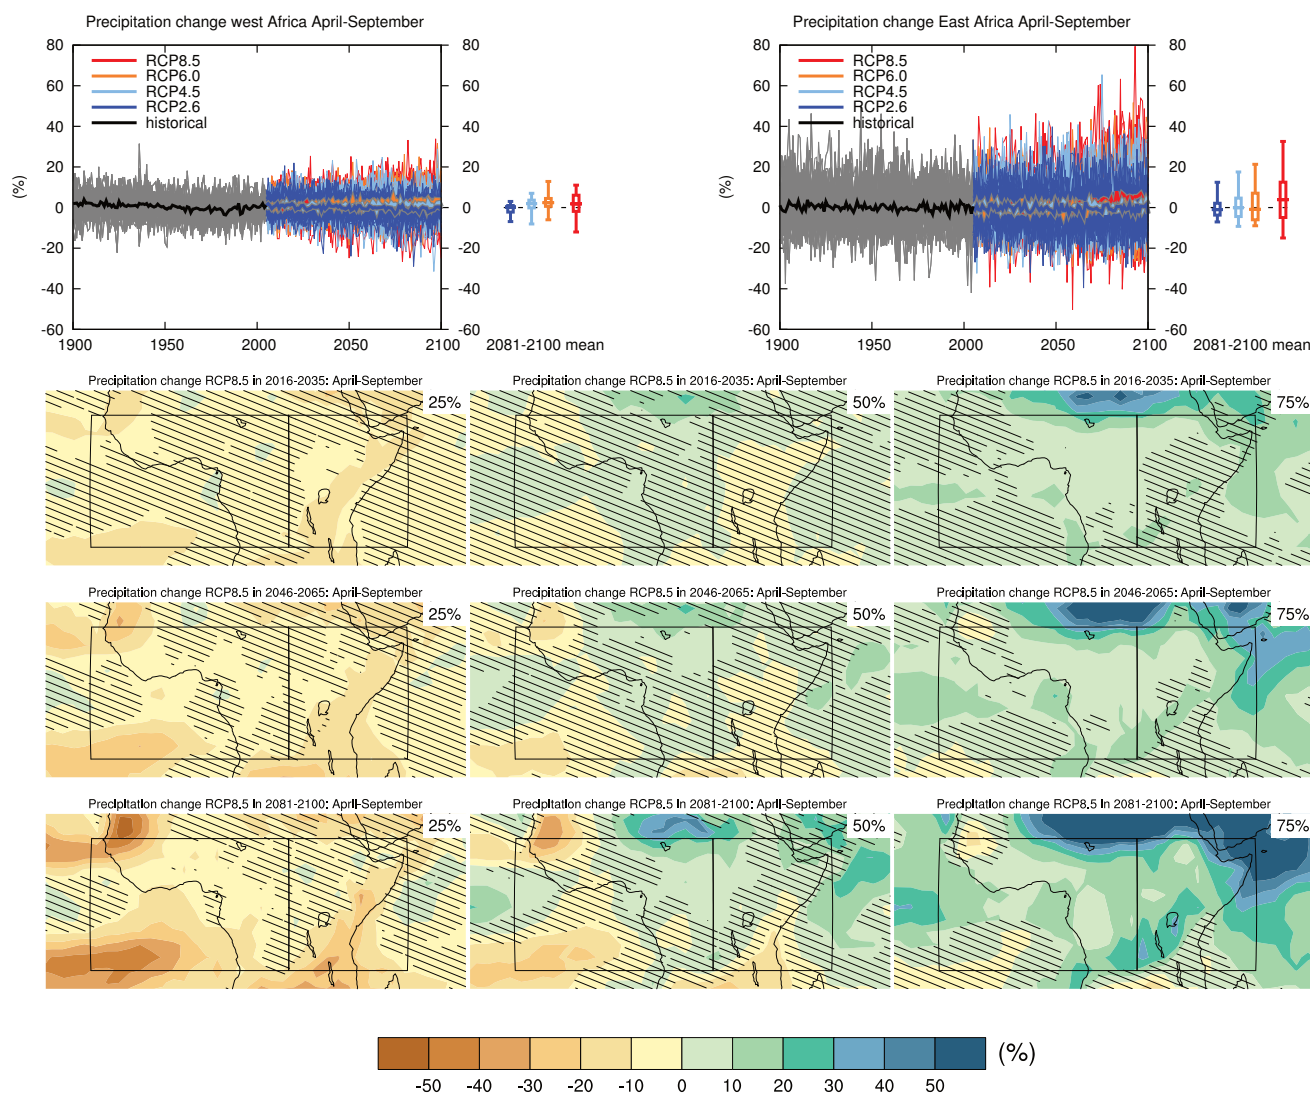 Precipitation change west Africa April-September
Precipitation change East Africa April-September
80 80
60 60
40 40
20 20
0 0
-20 -20
-40 -40
-60 -60
(%)
RCP8.5
RCP6.0
RCP4.5
RCP2.6
historical
1900 1950 2000 2050 2100
2081-2100 mean
80 80
60 60
40 40
20 20
0 0
-20 -20
-40 -40
-60 -60
(%)
RCP8.5
RCP6.0
RCP4.5
RCP2.6
historical
1900 1950 2000 2050 2100
2081-2100 mean
Precipitation change RCP8.5 in 2016-2035: April-September
25%
Precipitation change RCP8.5 in 2016-2035: April-September
50%
Precipitation change RCP8.5 in 2016-2035: April-September
75%
Precipitation change RCP8.5 in 2046-2065: April-September
25%
Precipitation change RCP8.5 in 2046-2065: April-September
50%
Precipitation change RCP8.5 in 2046-2065: April-September
75%
Precipitation change RCP8.5 in 2081-2100: April-September
25%
Precipitation change RCP8.5 in 2081-2100: April-September
50%
Precipitation change RCP8.5 in 2081-2100: April-September
75%
(%)
-50 -40 -30 -20 -10 0 10 20 30 40 50